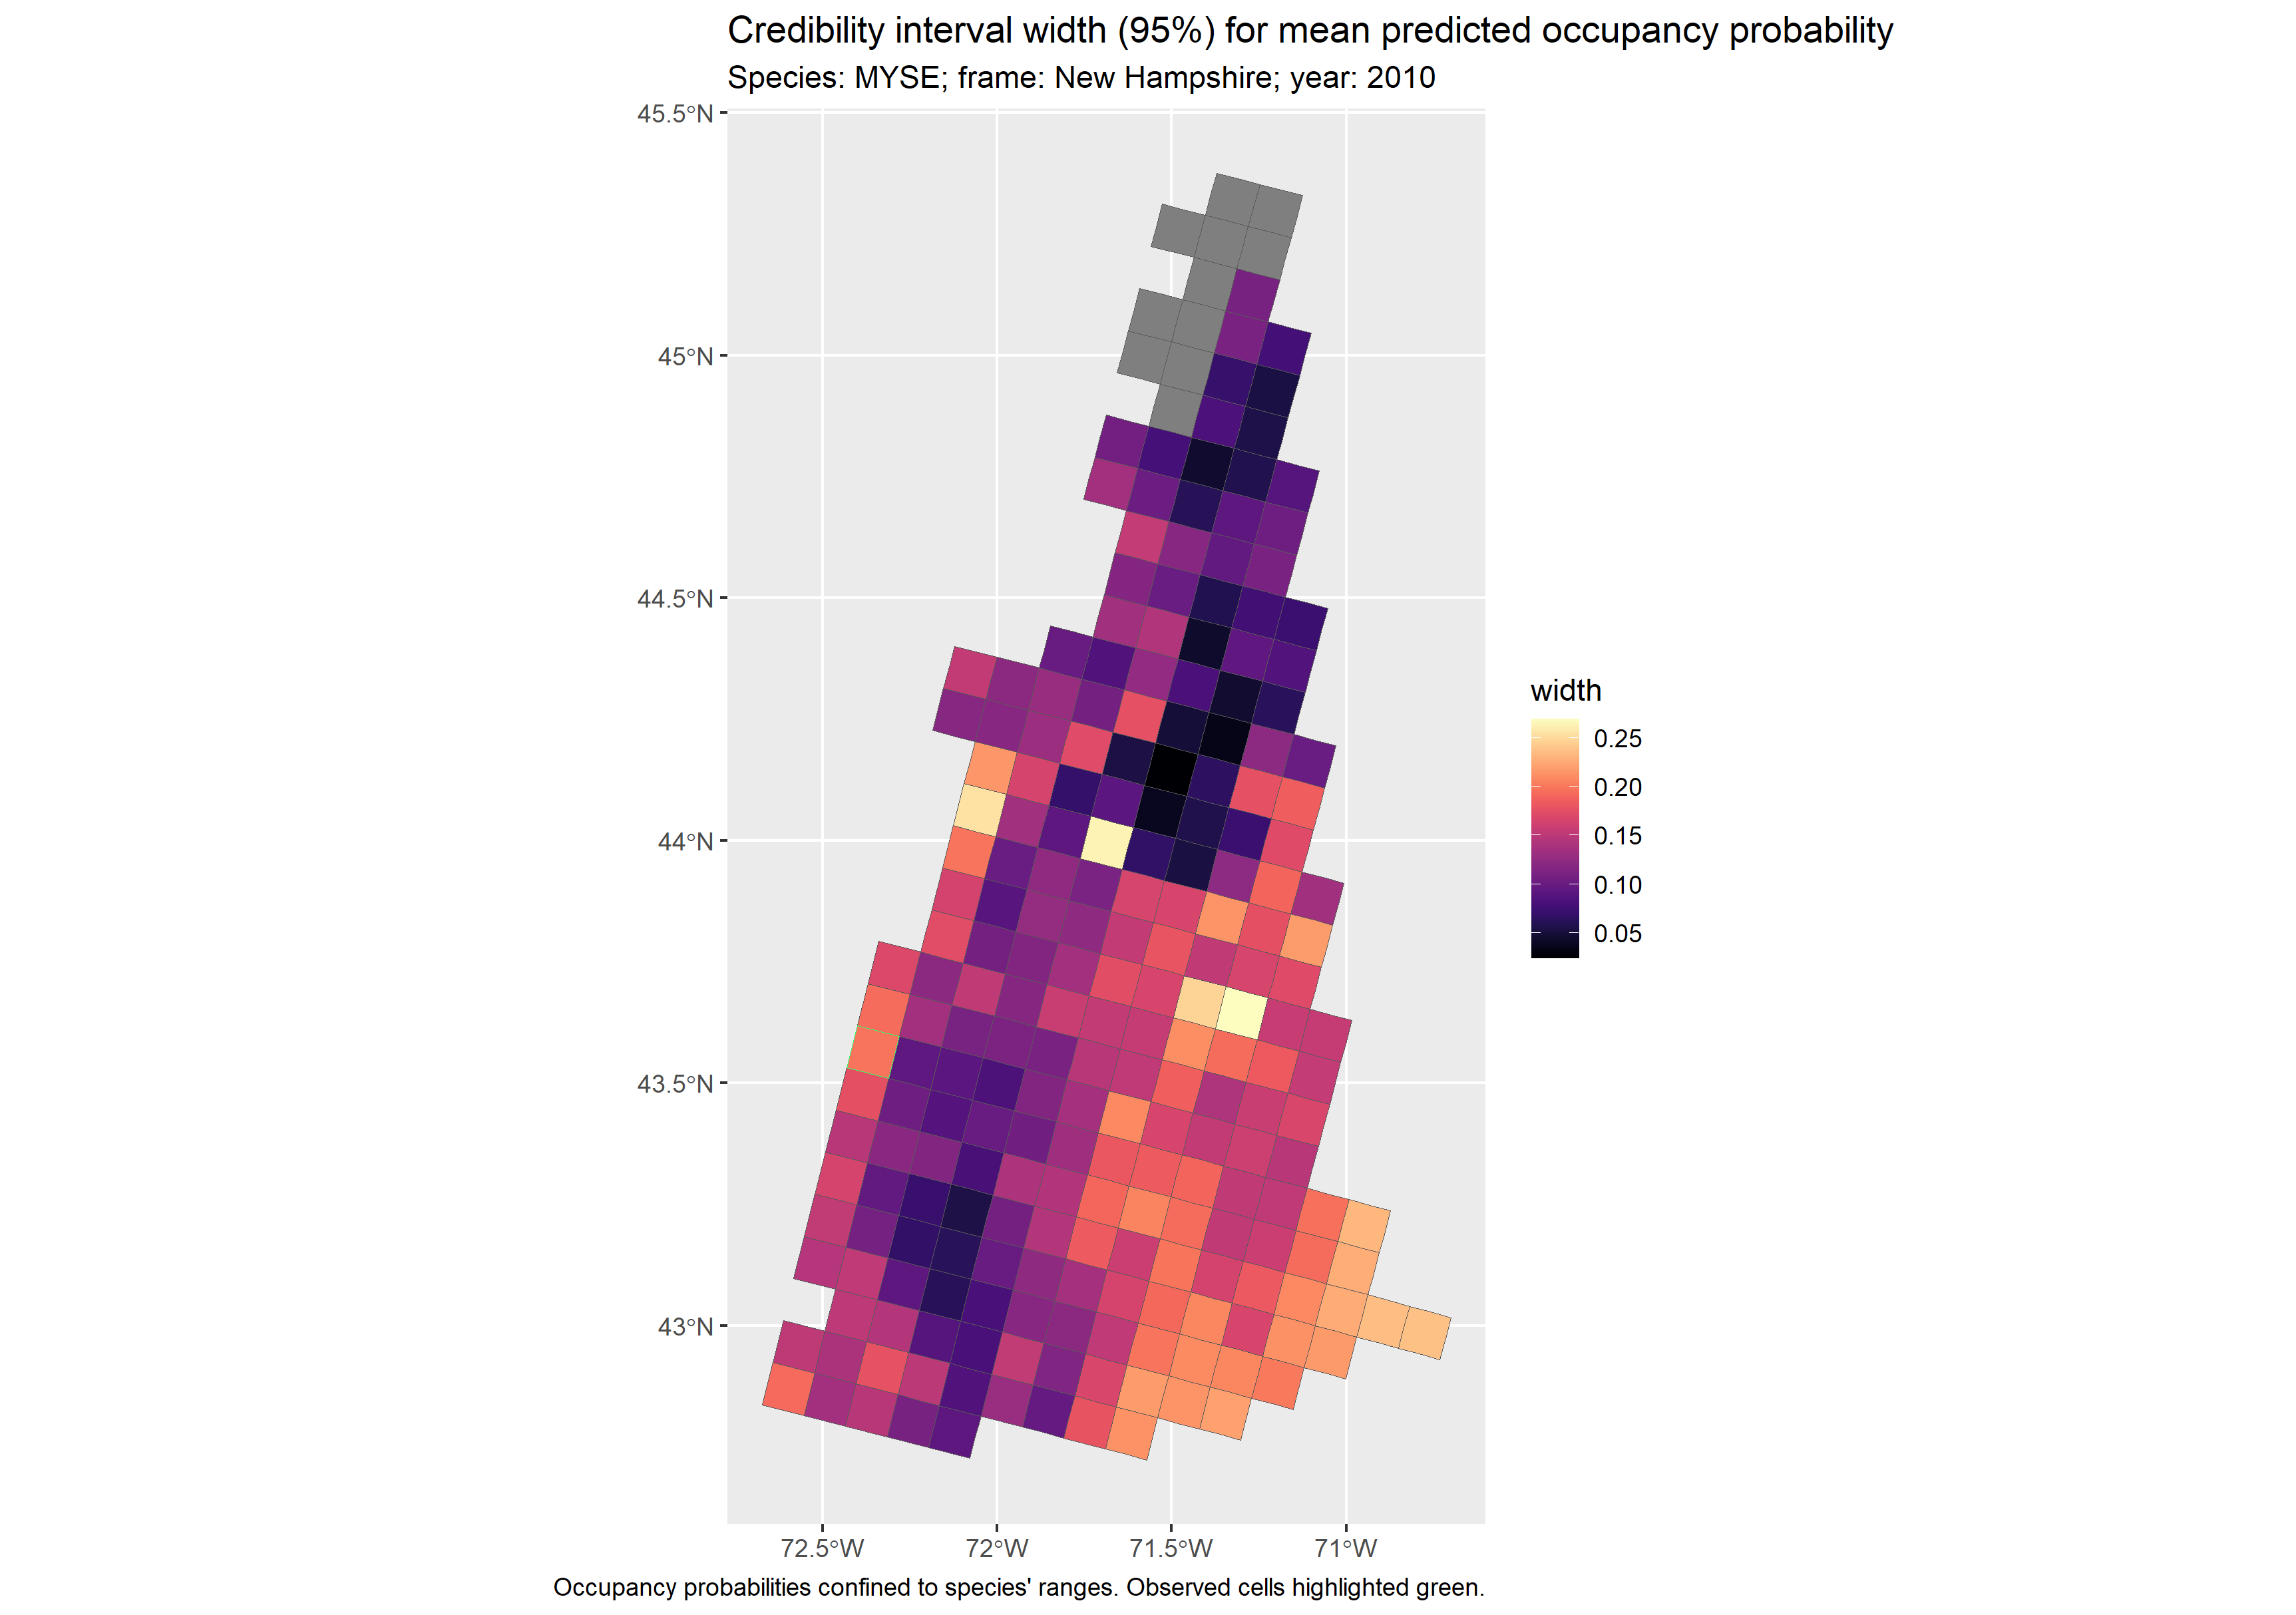 Credibility interval width (95%) for mean predicted occupancy probability
Species: MYSE; frame: New Hampshire; year: 2010
45.5°N
45°N
44.5°N
44°N
43.5°N
43°N
width
0.25
0.20
0.15
0.10
0.05
72.5°W 72°W 71.5°W 71°W
Occupancy probabilities confined to species' ranges. Observed cells highlighted green.